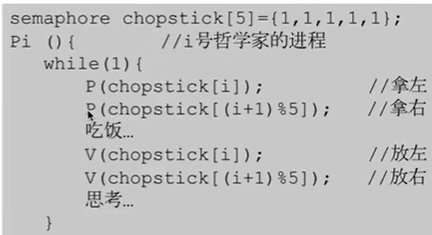 semaphore chopstick[5]={1,1,1,1,1};
Pi (){ //i号哲学家的进程
while(1){
P(chopstick[i]); //拿左
P(chopstick[(i+1)%5]); //拿右
吃饭…
V(chopstick[i]); //放左
V(chopstick[(i+1)%5]); //放右
思考…
}